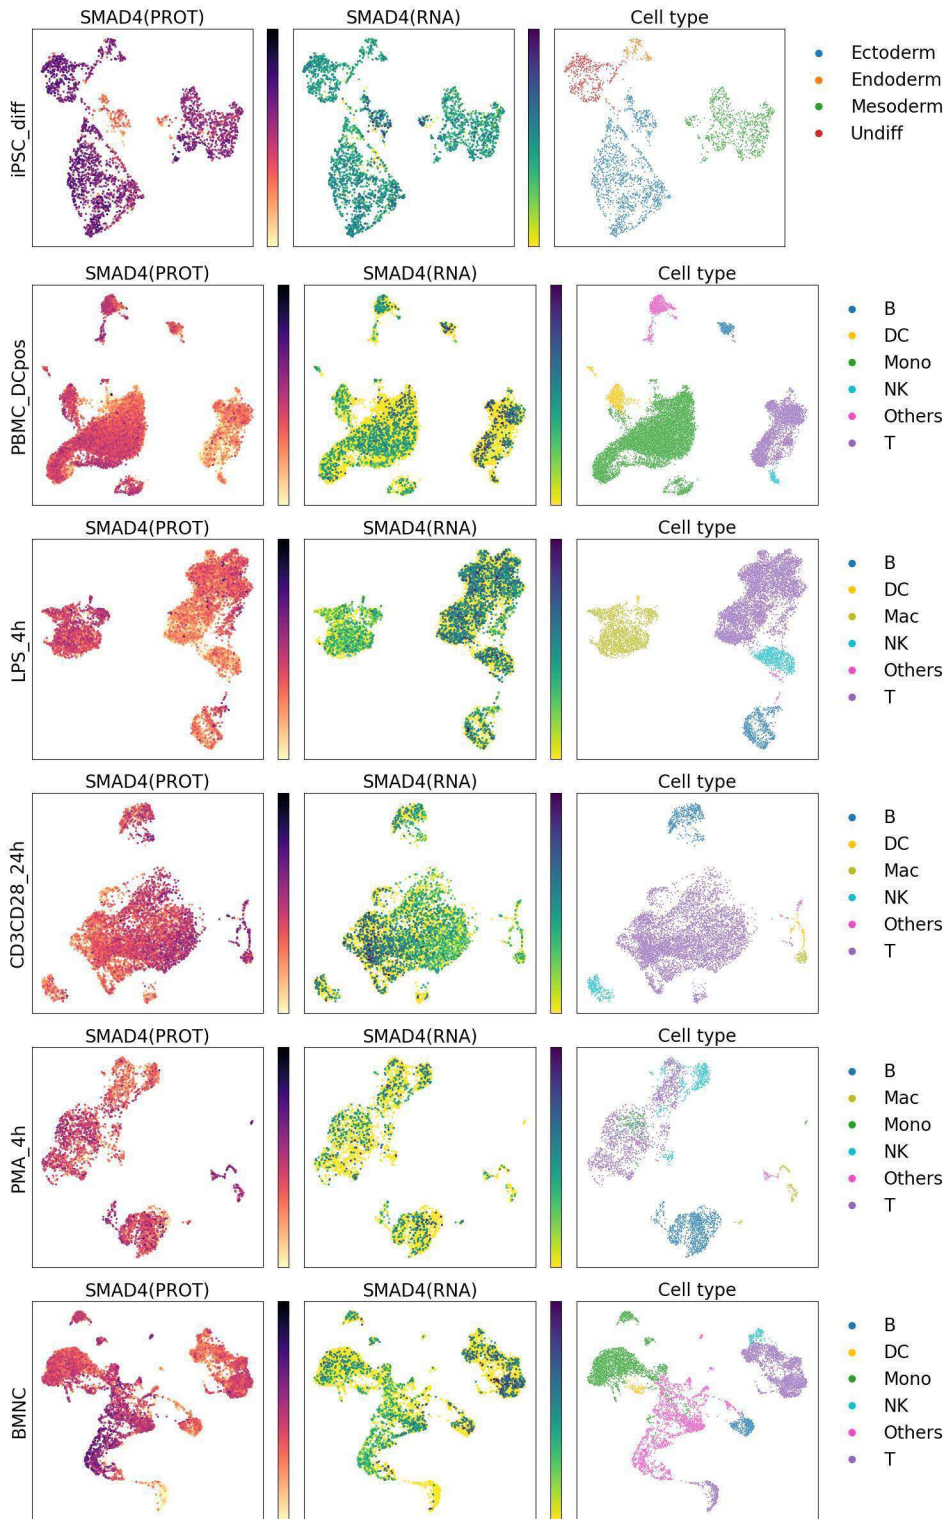 SMAD4(PROT) SMAD4(RNA) Cell type
iPSC_diff
Ectoderm
Endoderm
Mesoderm
Undiff
SMAD4(PROT) SMAD4(RNA) Cell type
PBMC_DCpos
B
DC
Mono
NK
Others
T
SMAD4(PROT) SMAD4(RNA) Cell type
LPS_4h
B
DC
Mac
NK
Others
T
SMAD4(PROT) SMAD4(RNA) Cell type
CD3CD28_24h
B
DC
Mac
NK
Others
T
SMAD4(PROT) SMAD4(RNA) Cell type
PMA_4h
B
Mac
Mono
NK
Others
T
SMAD4(PROT) SMAD4(RNA) Cell type
BMNC
B
DC
Mono
NK
Others
T